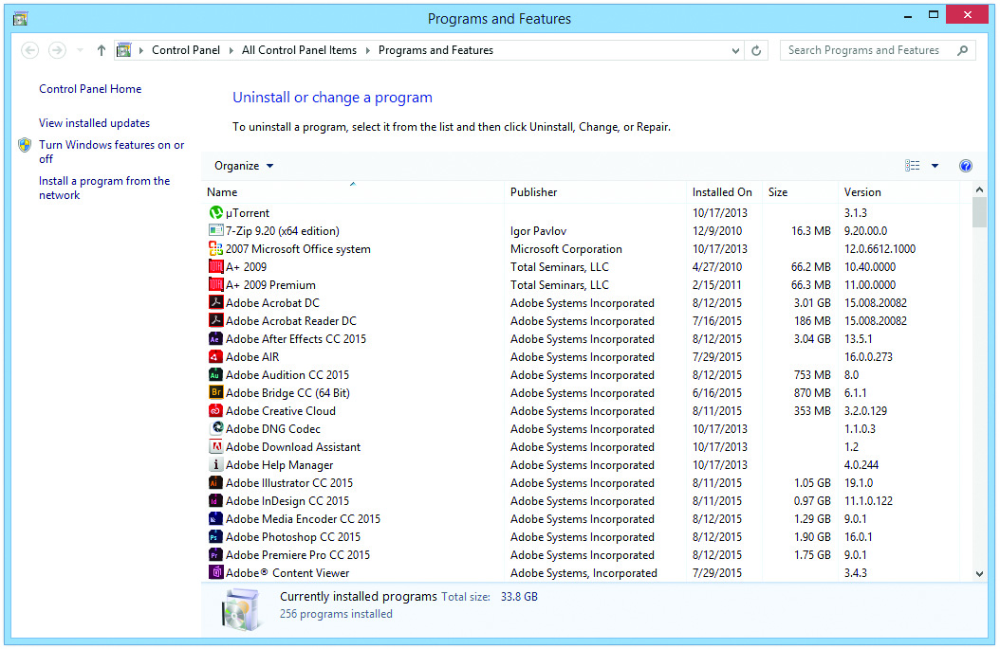 Programs and Features
Control Panel All Control Panel Items Programs and Features Search Programs and Features
Control Panel Home
View installed updates
Turn Windows features on or
off
Install a program from the
network
Uninstall or change a program
To uninstall a program, select it from the list and then click Uninstall, Change, or Repair.
Organize
Name Publisher Installed On Size Version
µTorrent 10/17/2013 3.1.3
7-Zip 9.20 (x64 edition) Igor Pavlov 12/9/2010 16.3 MB 9.20.00.0
2007 Microsoft Office system Microsoft Corporation 10/17/2013 12.0.6612.1000
A+ 2009 Total Seminars, LLC 4/27/2010 66.2 MB 10.40.0000
A+ 2009 Premium Total Seminars, LLC 2/15/2011 66.3 MB 11.00.0000
Adobe Acrobat DC Adobe Systems Incorporated 8/12/2015 3.01 GB 15.008.20082
Adobe Acrobat Reader DC Adobe Systems Incorporated 7/16/2015 186 MB 15.008.20082
Ae Adobe After Effects CC 2015 Adobe Systems Incorporated 8/12/2015 3.04 GB 13.5.1
Adobe AIR Adobe Systems Incorporated 7/29/2015 16.0.0.273
Au Adobe Audition CC 2015 Adobe Systems Incorporated 8/12/2015 753 MB 8.0
Br Adobe Bridge CC (64 Bit) Adobe Systems Incorporated 6/16/2015 870 MB 6.1.1
Adobe Creative Cloud Adobe Systems Incorporated 8/11/2015 353 MB 3.2.0.129
Adobe DNG Codec Adobe Systems Incorporated 10/17/2013 1.1.0.3
Adobe Download Assistant Adobe Systems Incorporated 10/17/2013 1.2
Adobe Help Manager Adobe Systems Incorporated 10/17/2013 4.0.244
Ai Adobe Illustrator CC 2015 Adobe Systems Incorporated 8/11/2015 1.05 GB 19.1.0
Id Adobe InDesign CC 2015 Adobe Systems Incorporated 8/11/2015 0.97 GB 11.1.0.122
Adobe Media Encoder CC 2015 Adobe Systems Incorporated 8/12/2015 1.29 GB 9.0.1
Ps Adobe Photoshop CC 2015 Adobe Systems Incorporated 8/12/2015 1.90 GB 16.0.1
Pr Adobe Premiere Pro CC 2015 Adobe Systems Incorporated 8/12/2015 1.75 GB 9.0.1
Adobe® Content Viewer Adobe Systems, Incorporated 7/29/2015 3.4.3
Currently installed programs Total size: 33.8 GB
256 programs installed